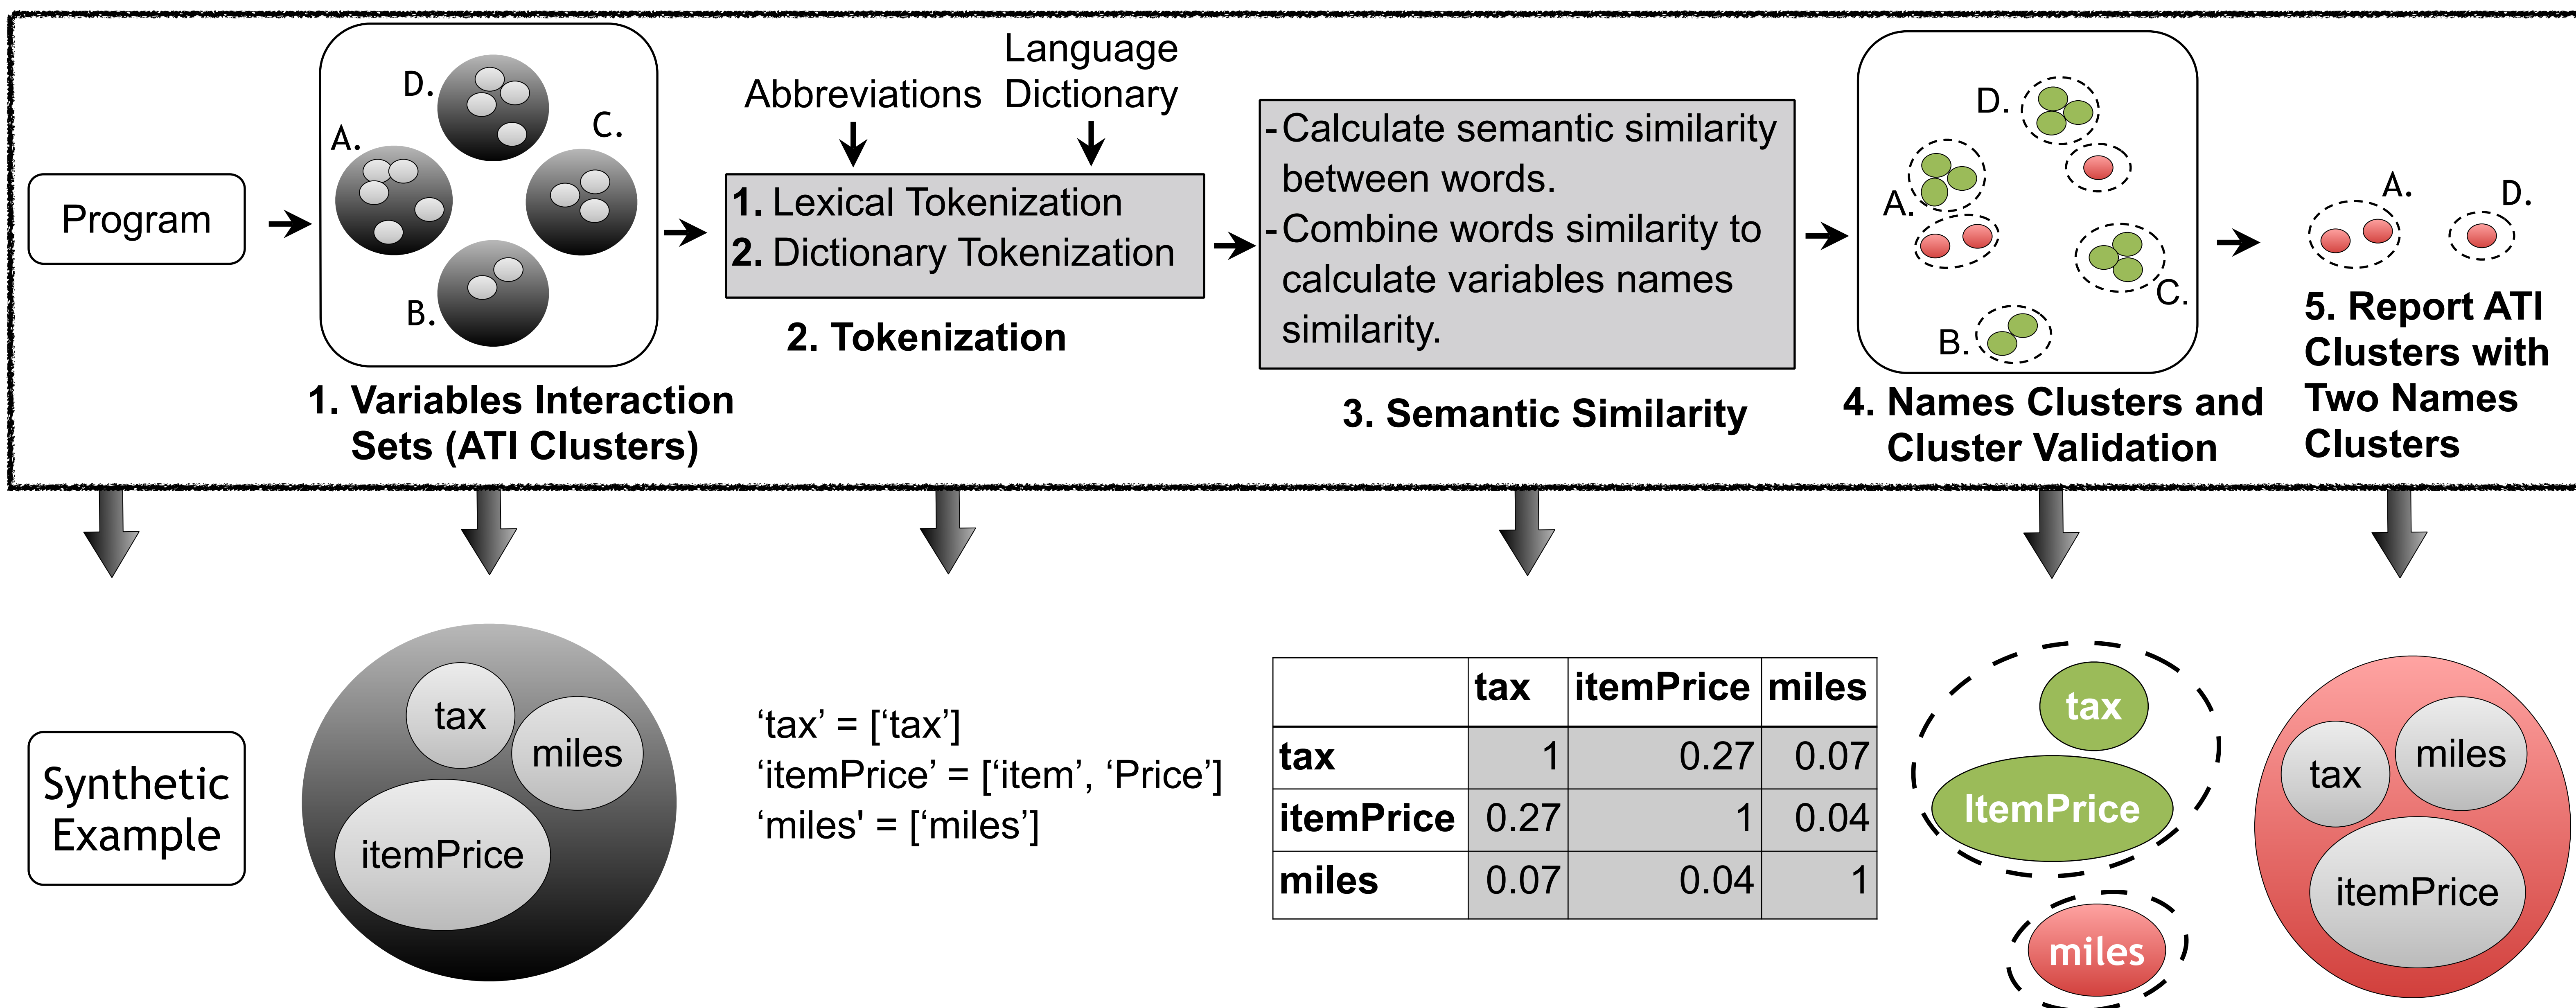 Program
D.
A.
C.
B.
1. Variables Interaction
Sets (ATI Clusters)
Abbreviations
Language
Dictionary
1. Lexical Tokenization
2. Dictionary Tokenization
2. Tokenization
-Calculate semantic similarity
between words.
-Combine words similarity to
calculate variables names
similarity.
3. Semantic Similarity
D.
A.
C.
B.
4. Names Clusters and
Cluster Validation
A.
D.
5. Report ATI
Clusters with
Two Names
Clusters
Synthetic
Example
tax
miles
itemPrice
‘tax’ = [‘tax’]
‘itemPrice’ = [‘item’, ‘Price’]
‘miles' = [‘miles’]
tax itemPrice miles
tax 1 0.27 0.07
itemPrice 0.27 1 0.04
miles 0.07 0.04 1
tax
ItemPrice
miles
tax
miles
itemPrice